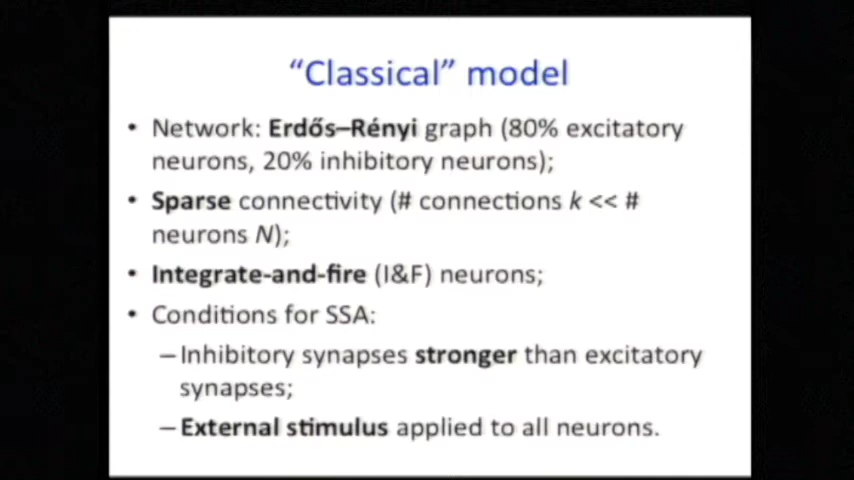 “Classical” model
• Network: Erdős–Rényi graph (80% excitatory
neurons, 20% inhibitory neurons);
• Sparse connectivity (# connections k << #
neurons N);
• Integrate-and-fire (I&F) neurons;
• Conditions for SSA:
–Inhibitory synapses stronger than excitatory
synapses;
–External stimulus applied to all neurons.